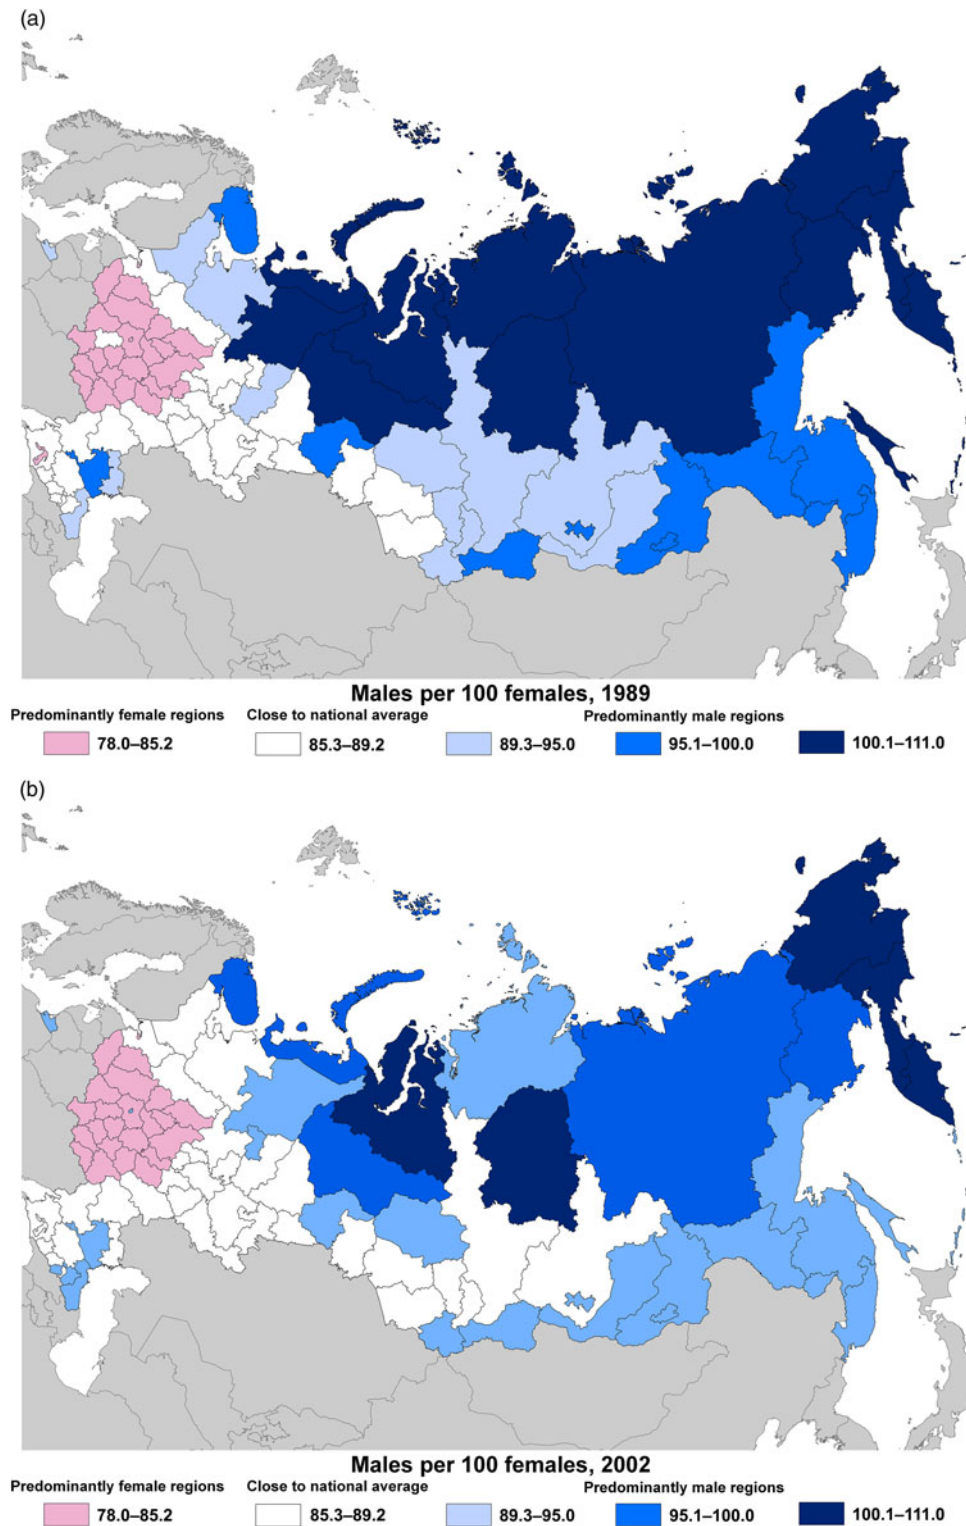 (a)
Males per 100 females, 1989
Predominantly female regions Close to national average Predominantly male regions
78.0–85.2 85.3–89.2 89.3–95.0 95.1–100.0 100.1–111.0
(b)
Males per 100 females, 2002
Predominantly female regions Close to national average Predominantly male regions
78.0–85.2 85.3–89.2 89.3–95.0 95.1–100.0 100.1–111.0